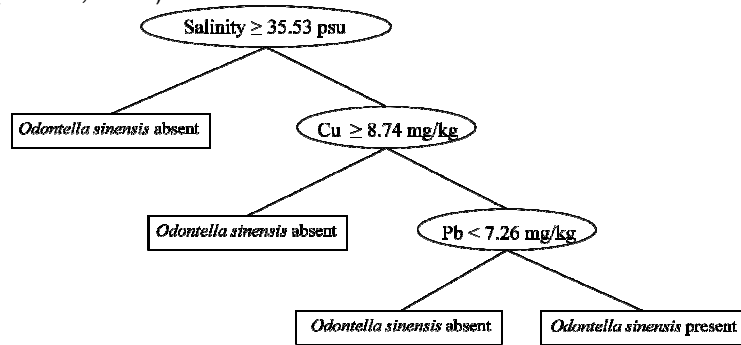 Salinity ≥ 35.53 psu
Odontella sinensis absent
Cu ≥ 8.74 mg/kg
Odontella sinensis absent
Pb < 7.26 mg/kg
Odontella sinensis absent
Odontella sinensis present